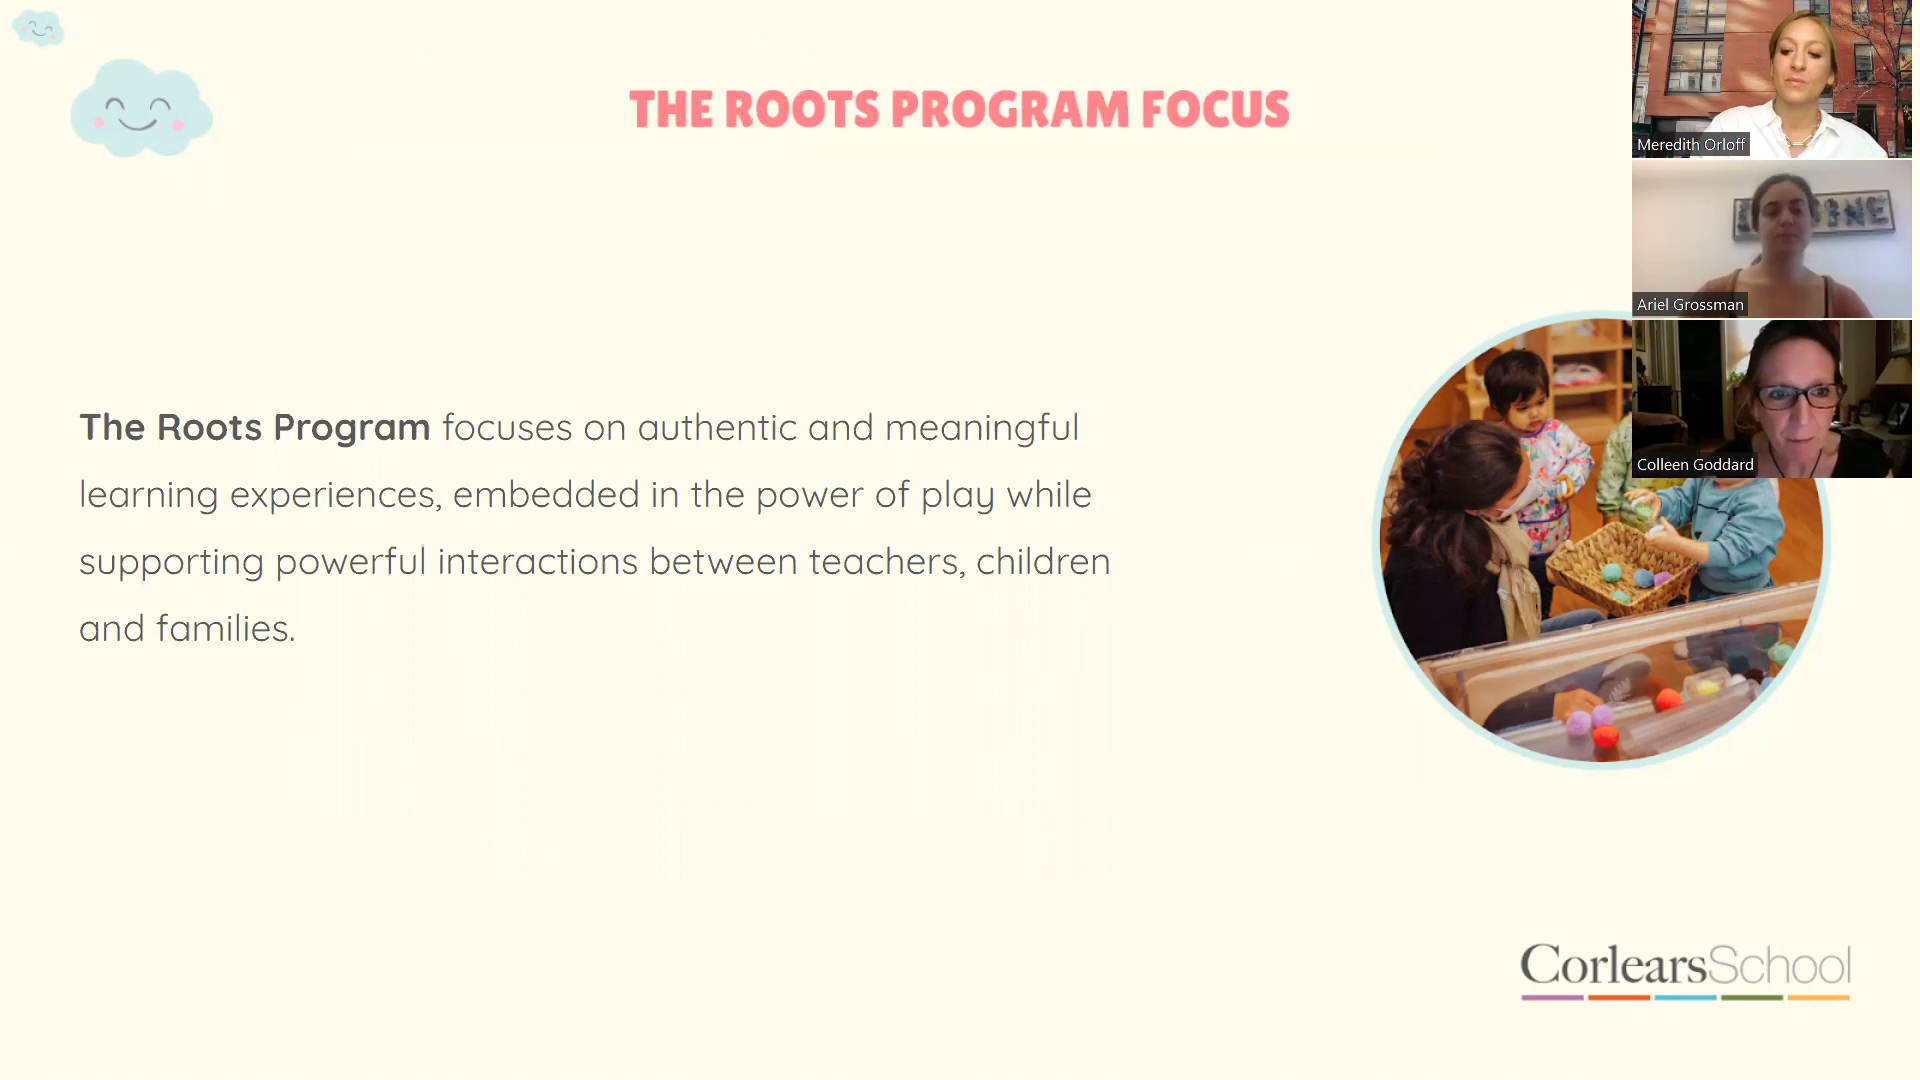 THE ROOTS PROGRAM FOCUS
Meredith Orloff
Ariel Grossman
Colleen Goddard
The Roots Program focuses on authentic and meaningful
learning experiences, embedded in the power of play while
supporting powerful interactions between teachers, children
and families.
CorlearsSchool